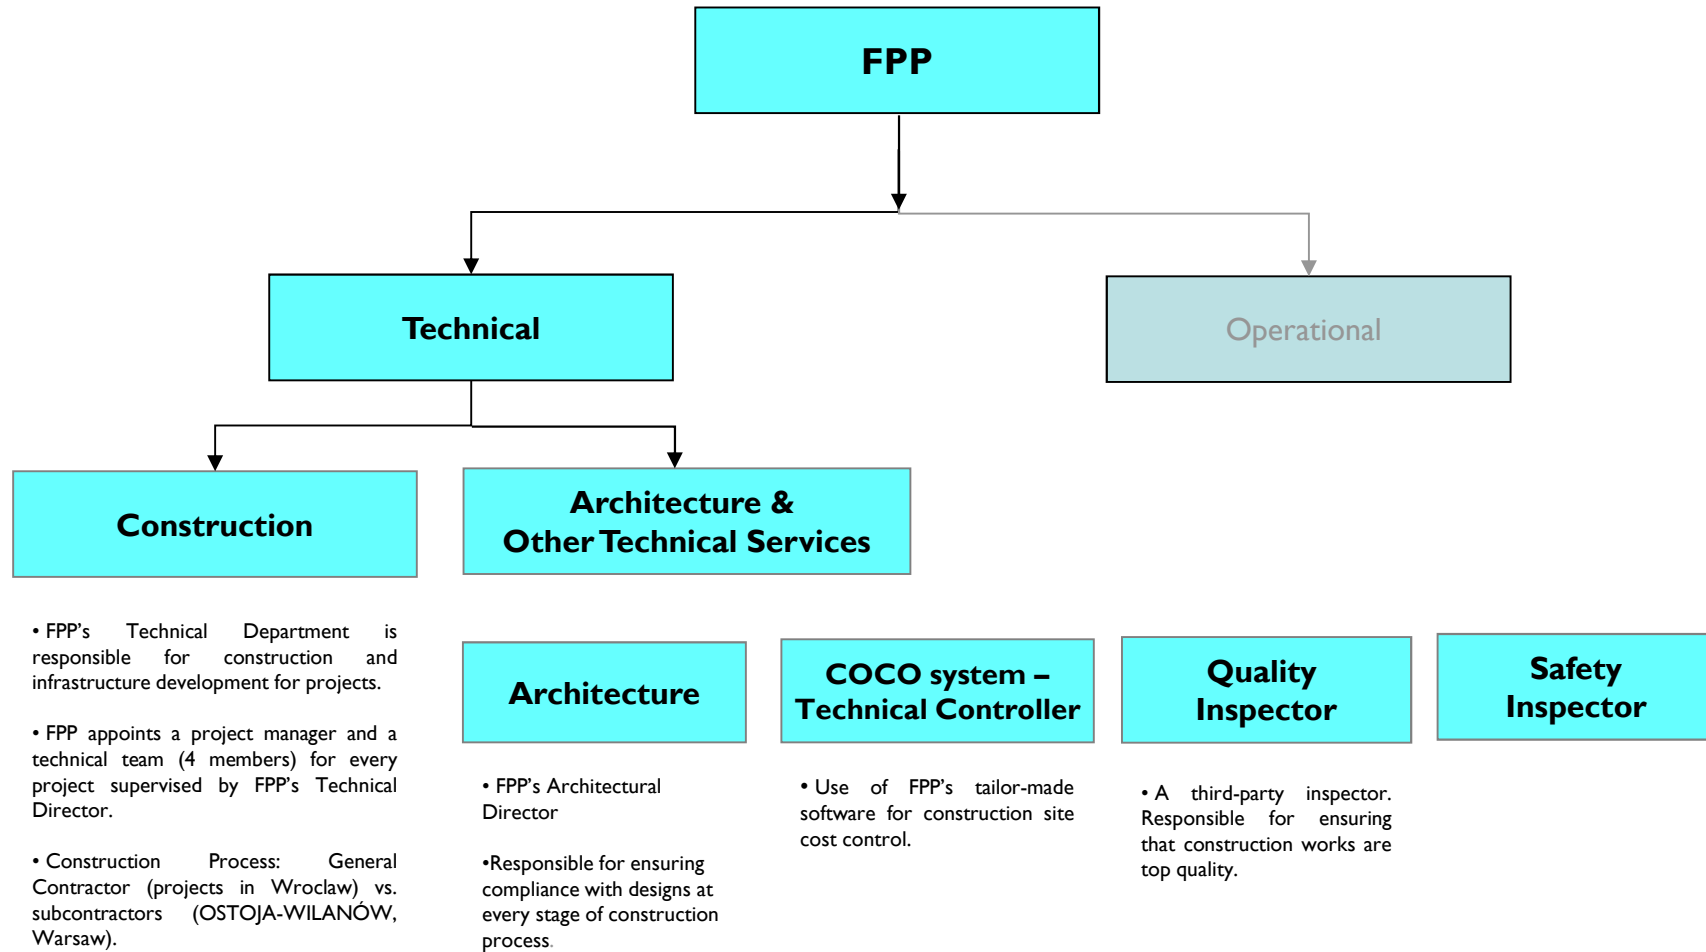 FPP
Technical
Operational
Construction
Architecture &
Other Technical Services
• FPP's Technical Department is
responsible for construction and
infrastructure development for projects.
• FPP appoints a project manager and a
technical team (4 members) for every
project supervised by FPP's Technical
Director.
• Construction Process: General
Contractor (projects in Wroclaw) vs.
subcontractors (OSTOJA-WILANÓW,
Warsaw).
Architecture
• FPP's Architectural
Director
•Responsible for ensuring
compliance with designs at
every stage of construction
process.
COCO system –
Technical Controller
• Use of FPP's tailor-made
software for construction site
cost control.
Quality
Inspector
• A third-party inspector.
Responsible for ensuring
that construction works are
top quality.
Safety
Inspector